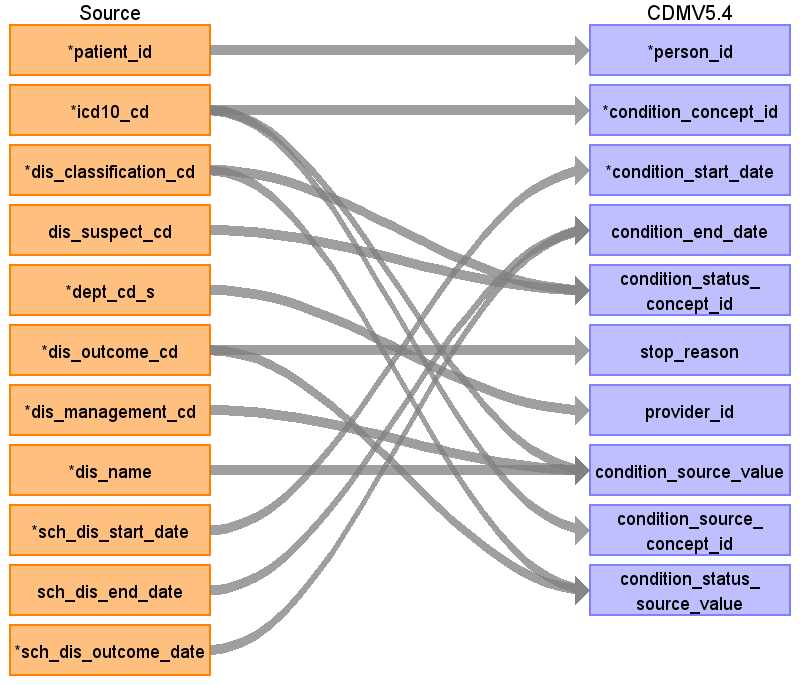 Source
CDMV5.4
*patient_id
*person_id
*icd10_cd
*condition_concept_id
*dis_classification_cd
*condition_start_date
dis_suspect_cd
condition_end_date
*dept_cd_s
condition_status_
concept_id
*dis_outcome_cd
stop_reason
*dis_management_cd
provider_id
*dis_name
condition_source_value
*sch_dis_start_date
condition_source_
concept_id
sch_dis_end_date
condition_status_
source_value
*sch_dis_outcome_date